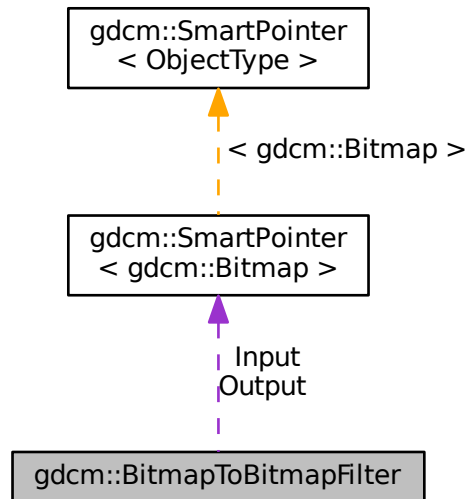 gdcm::SmartPointer
< ObjectType >
< gdcm::Bitmap >
gdcm::SmartPointer
< gdcm::Bitmap >
Input
Output
gdcm::BitmapToBitmapFilter